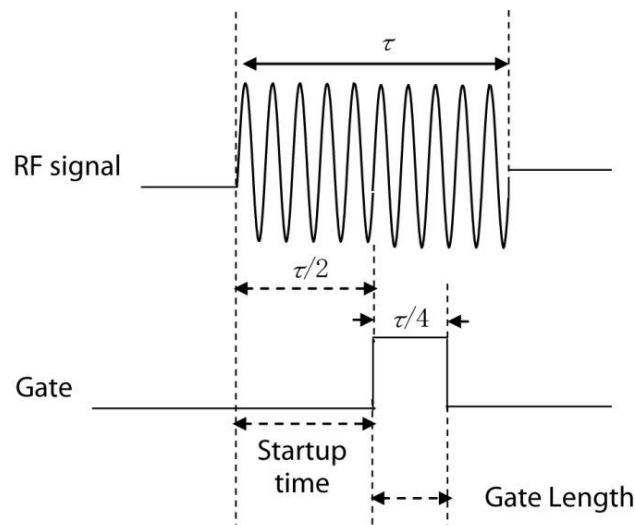 τ
RF signal
τ/2
τ/4
Gate
Startup
time
Gate Length